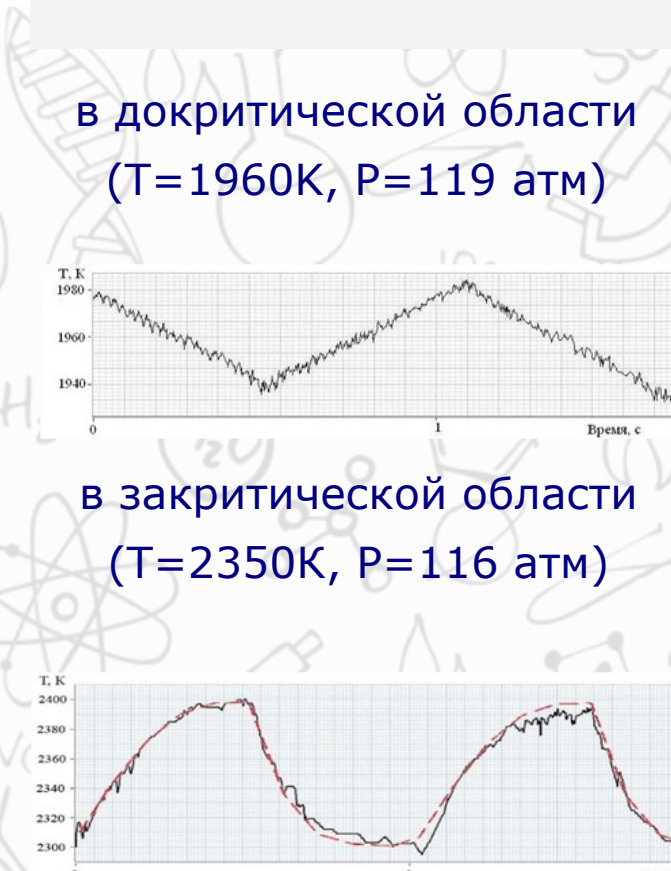 в докритической области
(T=1960K, P=119 атм)
T, K
1980
1960
1940
0
1
Время, с
в закритической области
(T=2350K, P=116 атм)
T, K
2400
2380
2360
2340
2320
2300